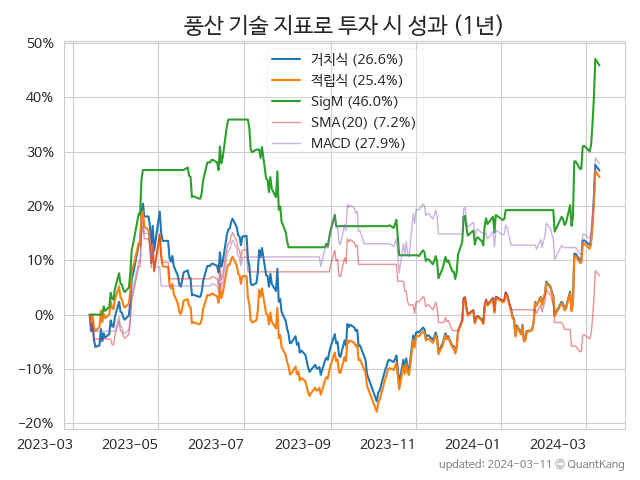 풍산 기술 지표로 투자 시 성과 (1년)
거치식 (26.6%)
적립식 (25.4%)
SigM (46.0%)
SMA(20) (7.2%)
MACD (27.9%)
50%
40%
30%
20%
10%
0%
−10%
−20%
2023-03 2023-05 2023-07 2023-09 2023-11 2024-01 2024-03
updated: 2024-03-11 © QuantKang